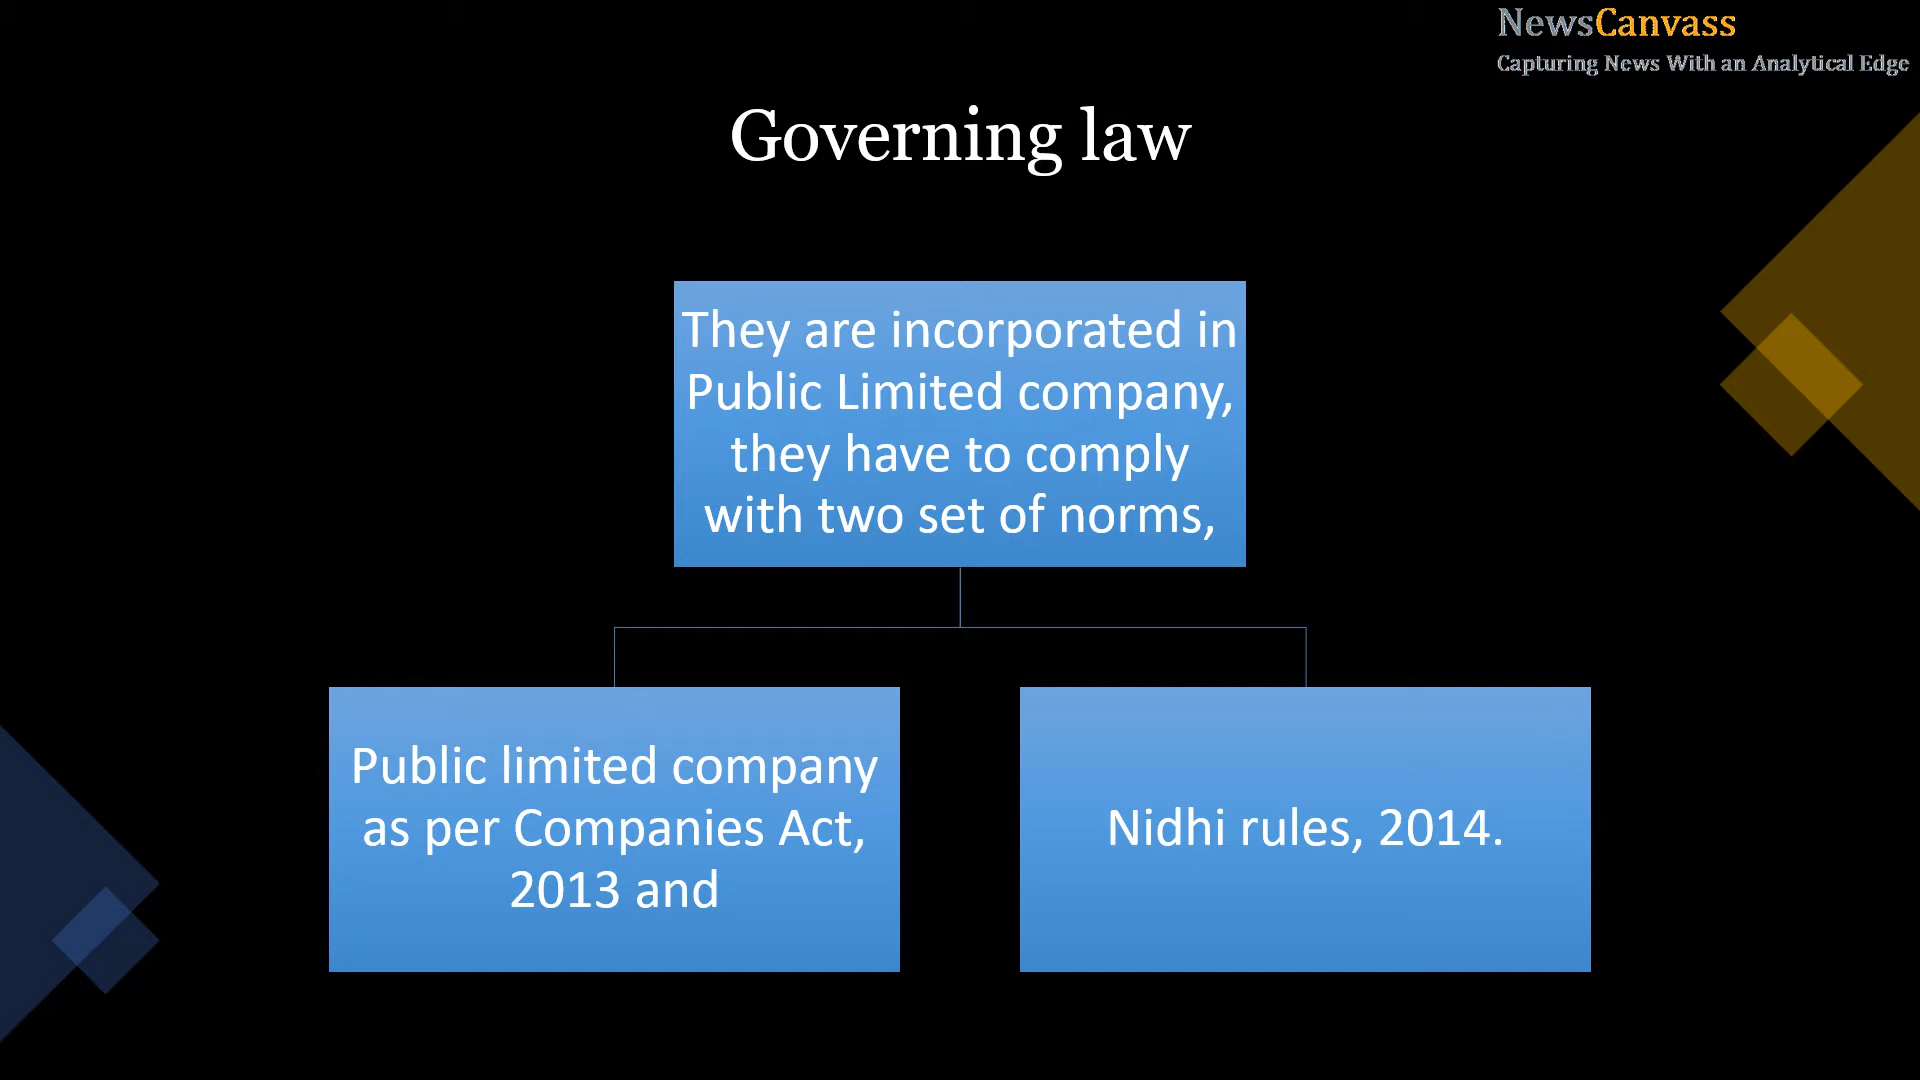 NewsCanvass
Capturing News With an Analytical Edge
Governing law
They are incorporated in
Public Limited company,
they have to comply
with two set of norms,
Public limited company
as per Companies Act,
2013 and
Nidhi rules, 2014.